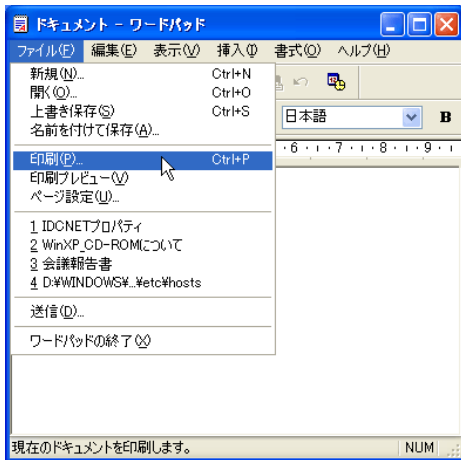 ドキュメント - ワードパッド
ファイル(F) 編集(E) 表示(V) 挿入(I) 書式(O) ヘルプ(H)
新規(N)... Ctrl+N
開く(O)... Ctrl+O
上書き保存(S) Ctrl+S
名前を付けて保存(A)...
日本語 B
印刷(P)... Ctrl+P
·6·ı·7·ı·8·ı·9·ı
印刷プレビュー(V)
ページ設定(U)...
1 IDCNETプロパティ
2 WinXP_CD-ROMについて
3 会議報告書
4 D:¥WINDOWS¥...¥etc¥hosts
送信(D)...
ワードパッドの終了(X)
現在のドキュメントを印刷します。 NUM